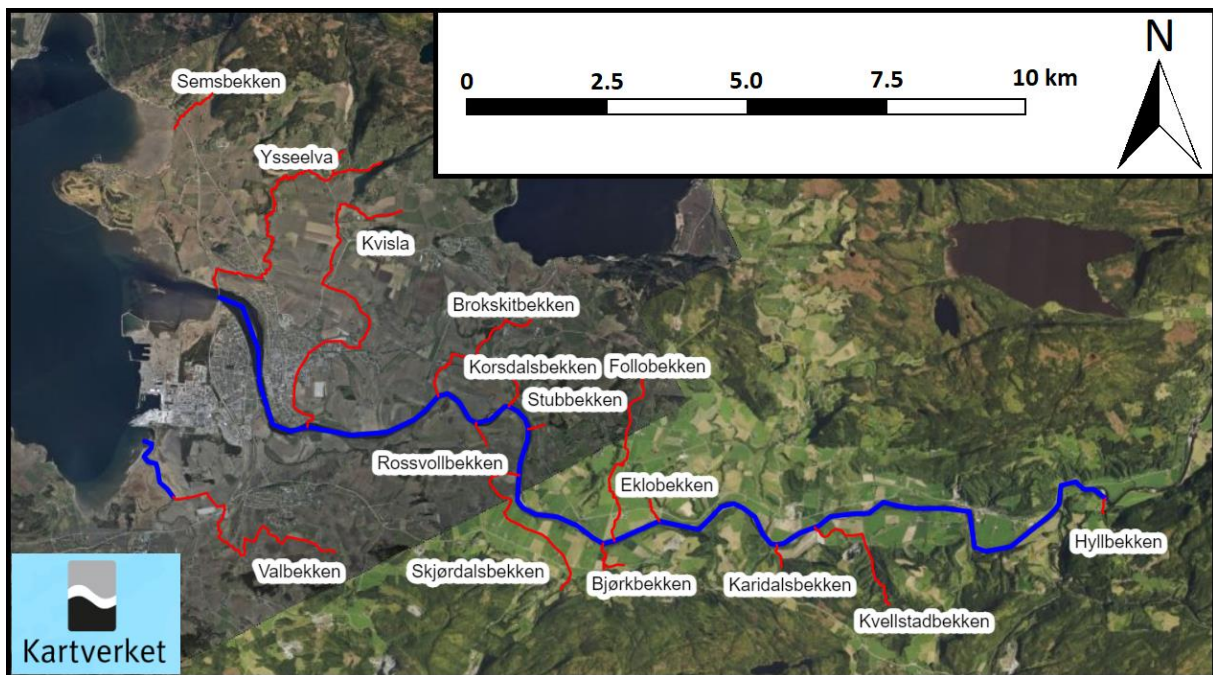 N
0 2.5 5.0 7.5 10 km
Semsbekken
Ysseelva
Kvisla
Brokskitbekken
Korsdalsbekken
Follobekken
Stubbekken
Rossvollbekken
Eklobekken
Hyllbekken
Valbekken
Skjørdalsbekken
Bjørkbekken
Karidalsbekken
Kvellstadbekken
Kartverket